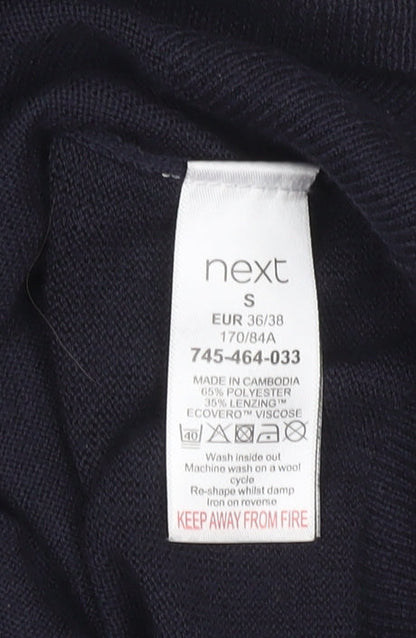 next
S
EUR 36/38
170/84A
745-464-033
MADE IN CAMBODIA
65% POLYESTER
35% LENZING™
ECOVERO™ VISCOSE
40
Wash inside out
Machine wash on a wool
cycle
Re-shape whilst damp
Iron on reverse
KEEP AWAY FROM FIRE